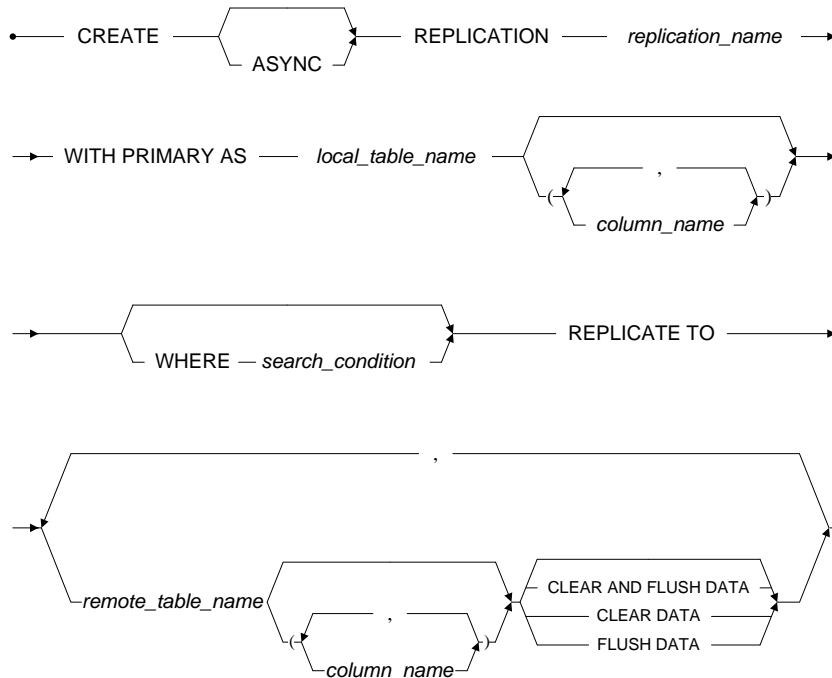 CREATE ASYNC REPLICATION replication_name
WITH PRIMARY AS local_table_name ( , column_name )
WHERE search_condition REPLICATE TO
,
remote_table_name ( , column_name ) CLEAR AND FLUSH DATA
CLEAR DATA
FLUSH DATA